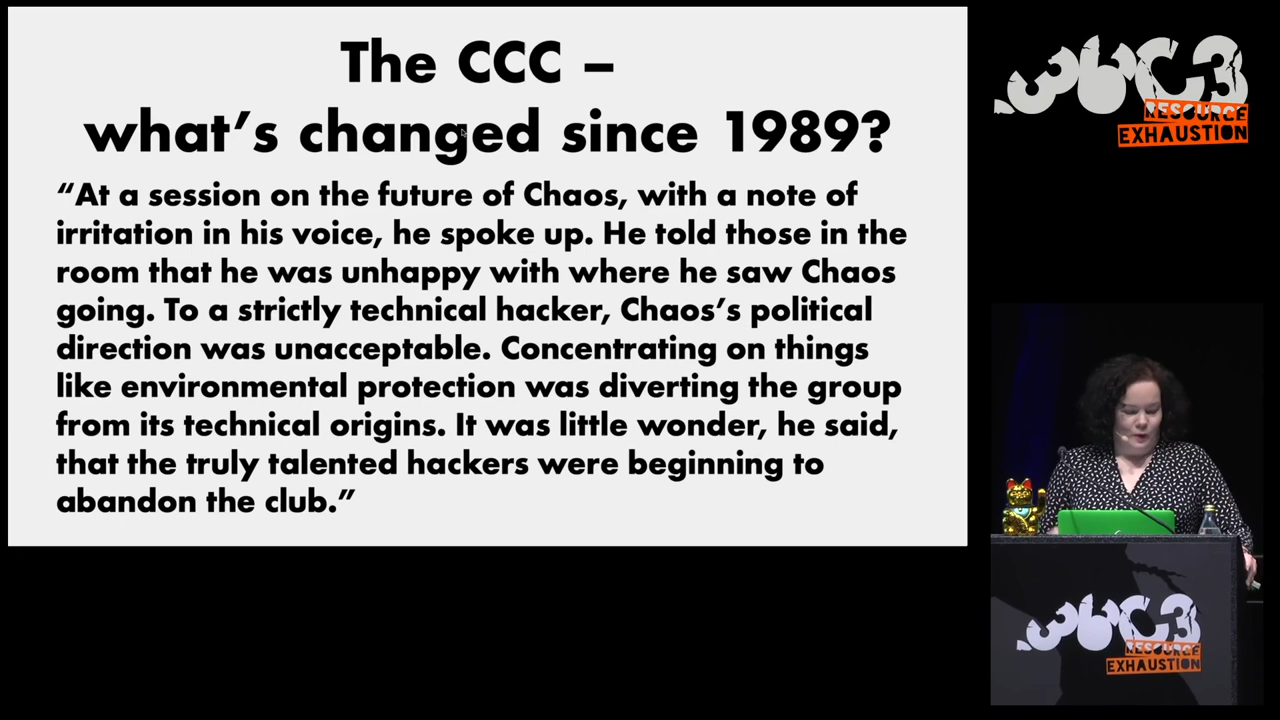 The CCC –
what's changed since 1989?
“At a session on the future of Chaos, with a note of
irritation in his voice, he spoke up. He told those in the
room that he was unhappy with where he saw Chaos
going. To a strictly technical hacker, Chaos’s political
direction was unacceptable. Concentrating on things
like environmental protection was diverting the group
from its technical origins. It was little wonder, he said,
that the truly talented hackers were beginning to
abandon the club.”
36C3
RESOURCE
EXHAUSTION
36C3
RESOURCE
EXHAUSTION